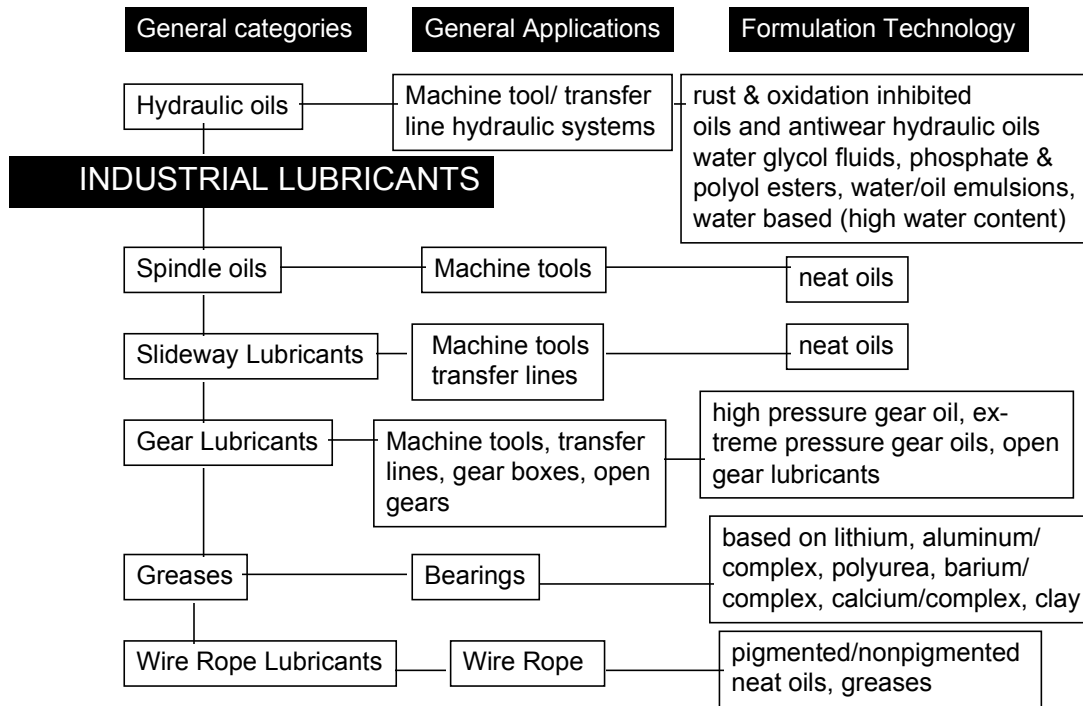 General categories
General Applications
Formulation Technology
Hydraulic oils
Machine tool/ transfer
line hydraulic systems
rust & oxidation inhibited
oils and antiwear hydraulic oils
water glycol fluids, phosphate &
polyol esters, water/oil emulsions,
water based (high water content)
INDUSTRIAL LUBRICANTS
Spindle oils
Machine tools
neat oils
Slideway Lubricants
Machine tools
transfer lines
neat oils
Gear Lubricants
Machine tools, transfer
lines, gear boxes, open
gears
high pressure gear oil, ex-
treme pressure gear oils, open
gear lubricants
Greases
Bearings
based on lithium, aluminum/
complex, polyurea, barium/
complex, calcium/complex, clay
Wire Rope Lubricants
Wire Rope
pigmented/nonpigmented
neat oils, greases